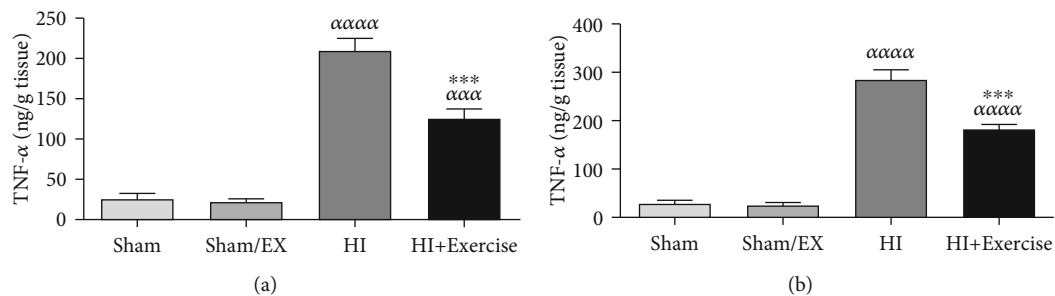 TNF-α (ng/g tissue)
250
200
150
100
50
0
αααα
***
ααα
Sham
Sham/EX
HI
HI+Exercise
(a)
TNF-α (ng/g tissue)
400
300
200
100
0
αααα
***
αααα
Sham
Sham/EX
HI
HI+Exercise
(b)